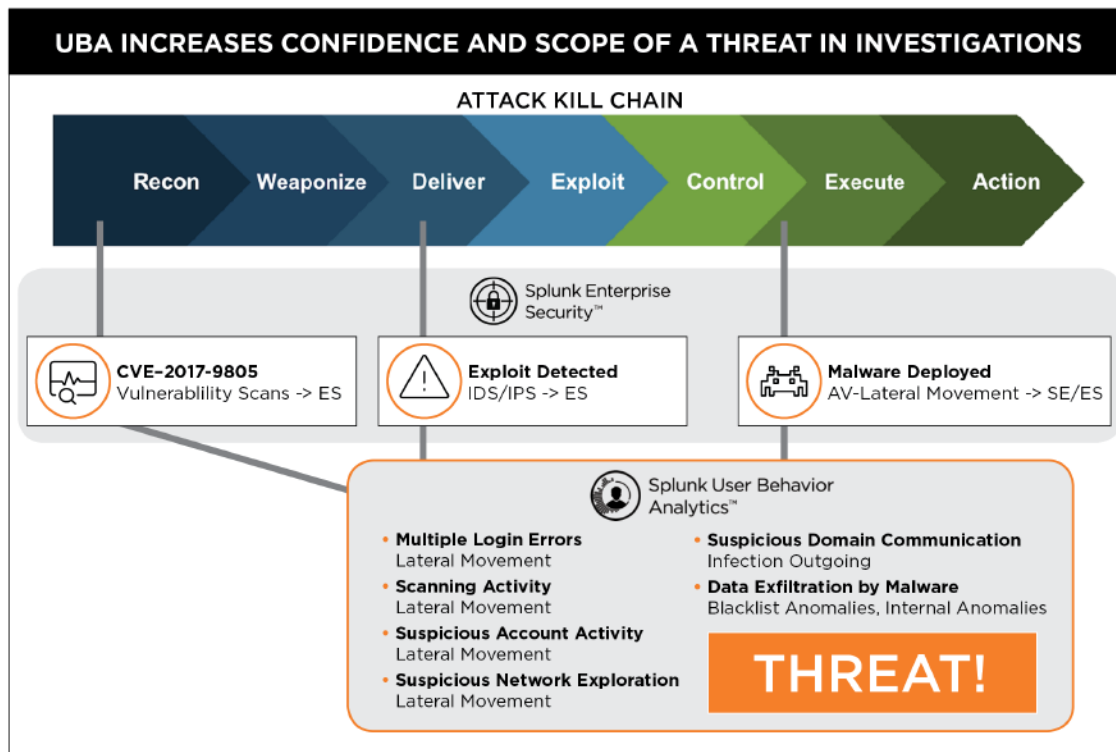 UBA INCREASES CONFIDENCE AND SCOPE OF A THREAT IN INVESTIGATIONS
ATTACK KILL CHAIN
Recon
Weaponize
Deliver
Exploit
Control
Execute
Action
Splunk Enterprise
Security™
CVE–2017-9805
Vulnerablility Scans -> ES
Exploit Detected
IDS/IPS -> ES
Malware Deployed
AV-Lateral Movement -> SE/ES
Splunk User Behavior
Analytics™
• Multiple Login Errors
Lateral Movement
• Scanning Activity
Lateral Movement
• Suspicious Account Activity
Lateral Movement
• Suspicious Network Exploration
Lateral Movement
• Suspicious Domain Communication
Infection Outgoing
• Data Exfiltration by Malware
Blacklist Anomalies, Internal Anomalies
THREAT!